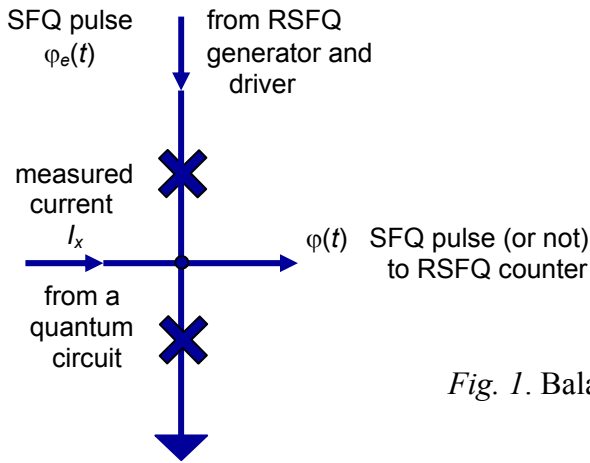 SFQ pulse
φe(t)
from RSFQ
generator and
driver
measured
current
Ix
φ(t) SFQ pulse (or not)
to RSFQ counter
from a
quantum
circuit
Fig. 1. Bala